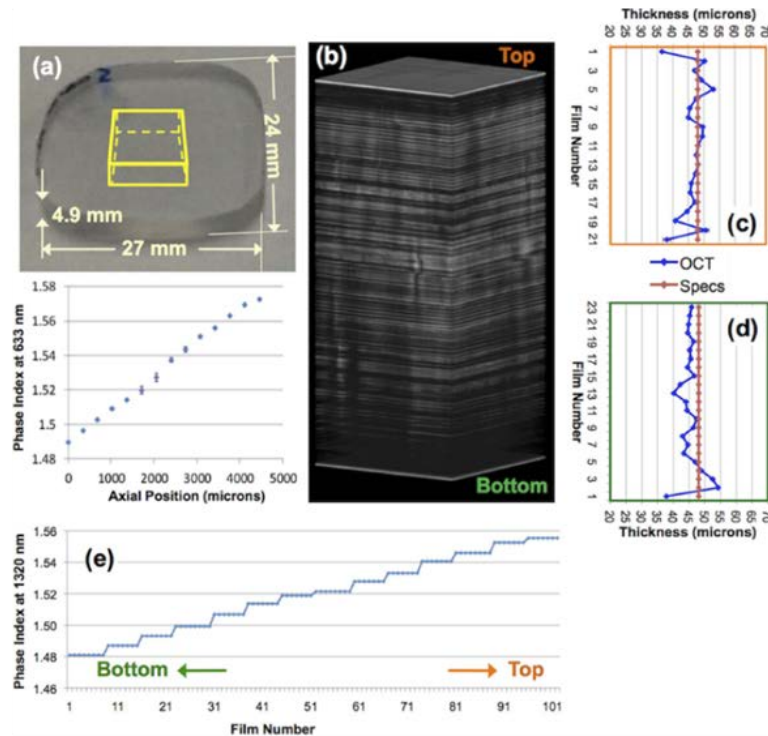 (a)
N
24 mm
4.9 mm
27 mm
(b)
Top
Bottom
Thickness (microns)
20 25 30 35 40 45 50 55 60 65 70
Film Number
1
3
5
7
9
11
13
15
17
19
21
(c)
OCT
Specs
(d)
Film Number
23
21
19
17
15
13
11
9
7
5
3
1
20 25 30 35 40 45 50 55 60 65 70
Thickness (microns)
Phase Index at 633 nm
1.58
1.56
1.54
1.52
1.5
1.48
0 1000 2000 3000 4000 5000
Axial Position (microns)
(e)
Phase Index at 1320 nm
1.56
1.54
1.52
1.50
1.48
1.46
Bottom
Top
1 11 21 31 41 51 61 71 81 91 101
Film Number